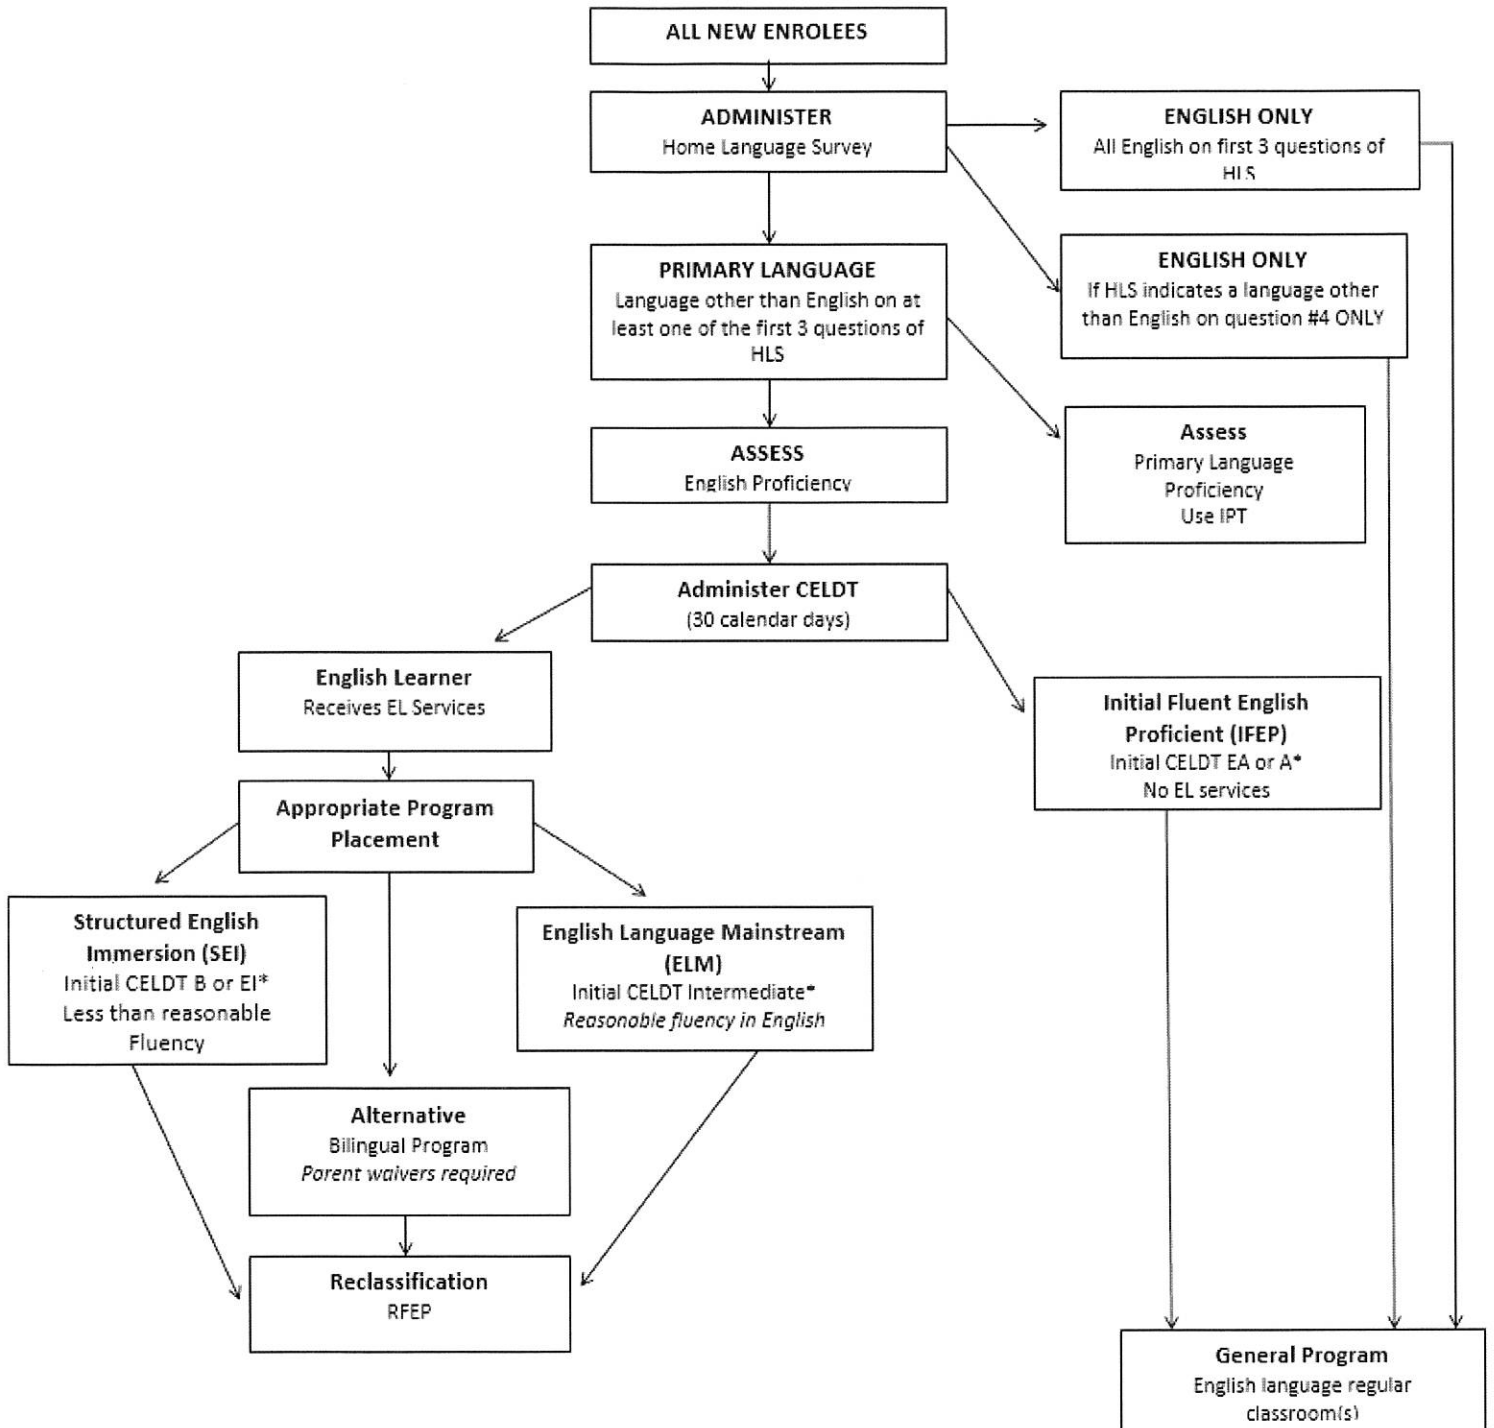 ALL NEW ENROLEES
ADMINISTER
Home Language Survey
ENGLISH ONLY
All English on first 3 questions of
HLS
PRIMARY LANGUAGE
Language other than English on at
least one of the first 3 questions of
HLS
ENGLISH ONLY
If HLS indicates a language other
than English on question #4 ONLY
ASSESS
English Proficiency
Assess
Primary Language
Proficiency
Use IPT
Administer CELDT
(30 calendar days)
English Learner
Receives EL Services
Initial Fluent English
Proficient (IFEP)
Initial CELDT EA or A*
No EL services
Appropriate Program
Placement
Structured English
Immersion (SEI)
Initial CELDT B or EI*
Less than reasonable
Fluency
English Language Mainstream
(ELM)
Initial CELDT Intermediate*
Reasonable fluency in English
Alternative
Bilingual Program
Parent waivers required
Reclassification
RFEP
General Program
English language regular
classroom(s)